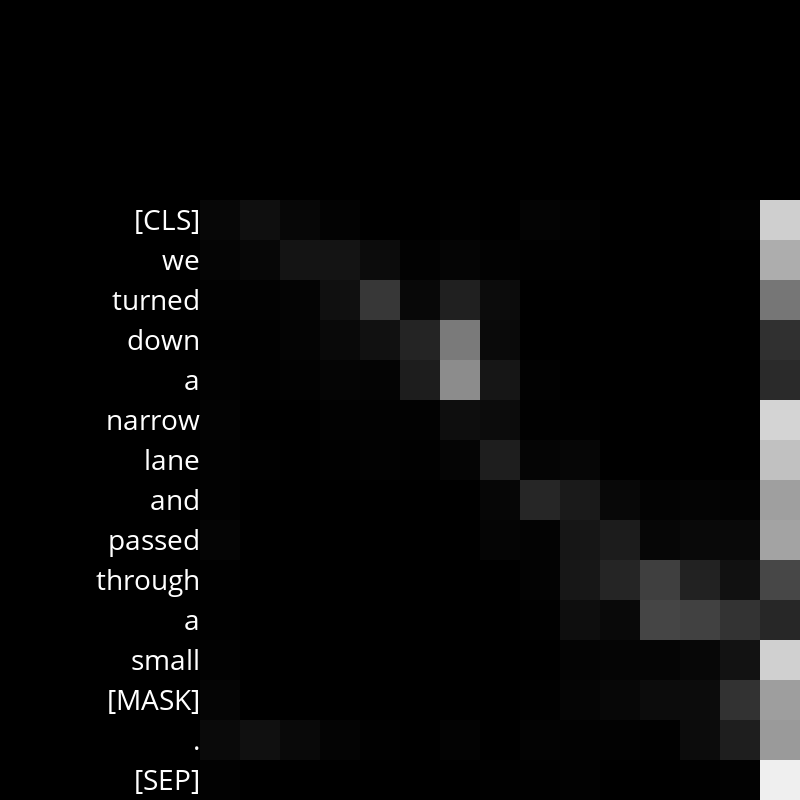 [CLS]
we
turned
down
a
narrow
lane
and
passed
through
a
small
[MASK]
.
[SEP]